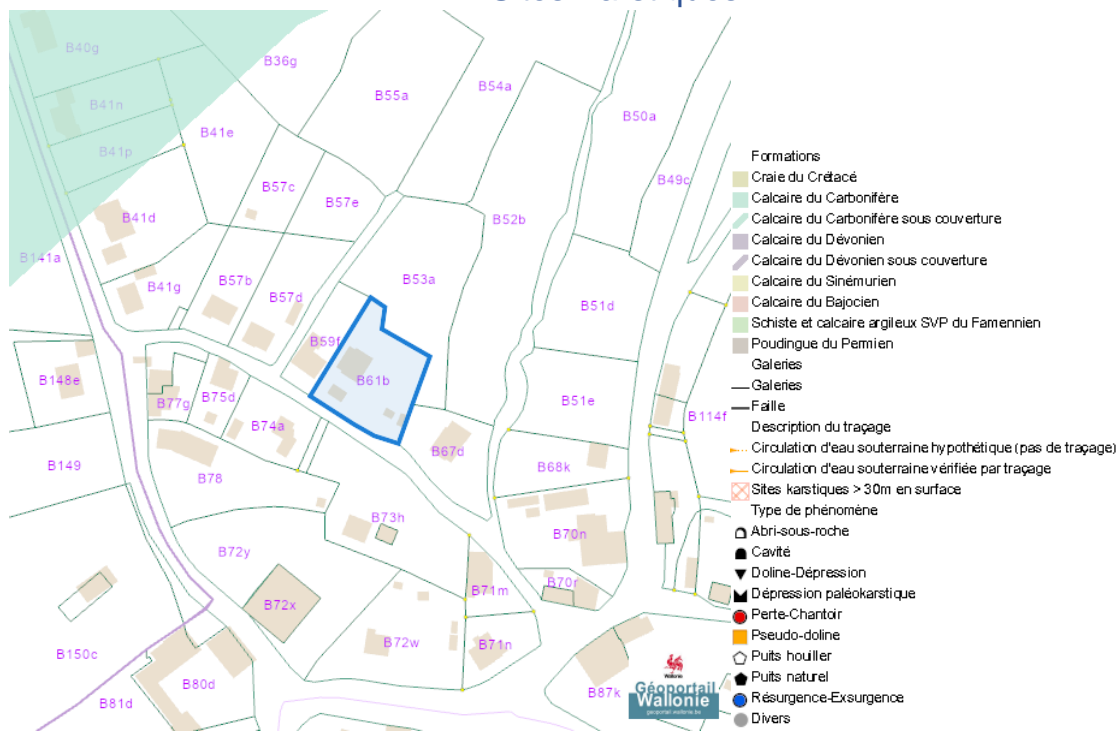 Sites Karstiques
B40g
B36g
B55a
B54a
B50a
B41n
B41e
B41p
B49c
B57c
B57e
B52b
B41d
B141a
B53a
B41g
B57b
B57d
B51d
B59f
B61b
B148e
B77g
B75d
B51e
B114f
B74a
B67d
B149
B78
B68k
B73h
B70n
B72y
B71m
B70r
B72x
B72w
B71n
B150c
B80d
B81d
B87k
Wallonie
Géoportail
Wallonie
geoportail.wallonie.be
Formations
Craie du Crétacé
Calcaire du Carbonifère
Calcaire du Carbonifère sous couverture
Calcaire du Dévonien
Calcaire du Dévonien sous couverture
Calcaire du Sinémurien
Calcaire du Bajocien
Schiste et calcaire argileux SVP du Famennien
Poudingue du Permien
Galeries
Galeries
Faille
Description du traçage
Circulation d'eau souterraine hypothétique (pas de traçage)
Circulation d'eau souterraine vérifiée par traçage
Sites karstiques > 30m en surface
Type de phénomène
Abri-sous-roche
Cavité
Doline-Dépression
Dépression paléokarstique
Perte-Chantoir
Pseudo-doline
Puits houiller
Puits naturel
Résurgence-Exsurgence
Divers